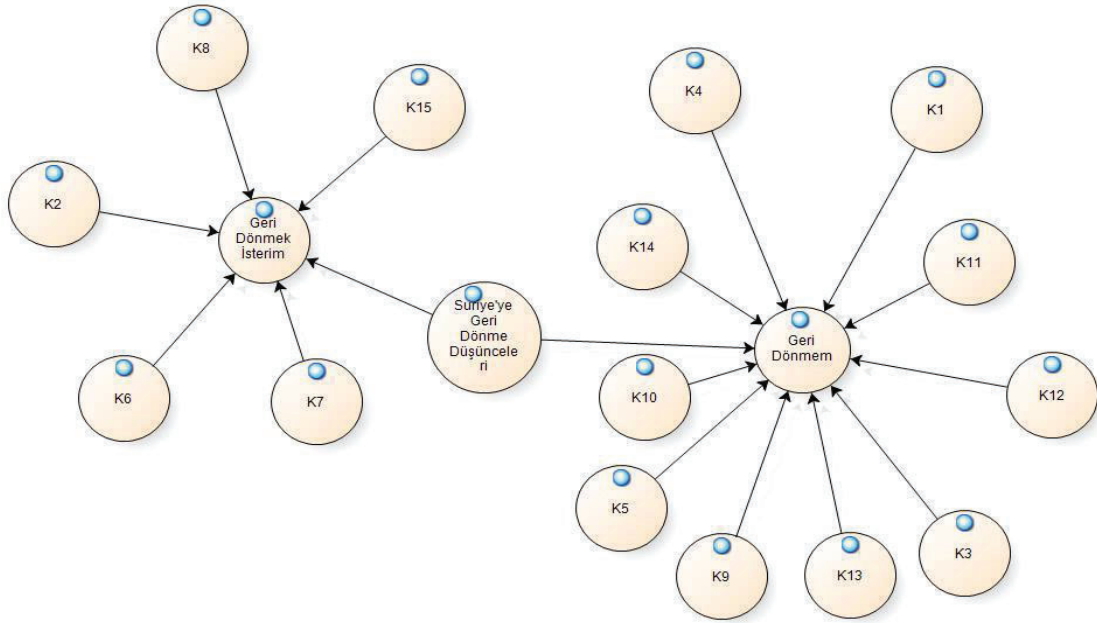 K8
K15
K2
Geri
Dönmek
İsterim
K6
K7
Suriye'ye
Geri
Dönme
Düşüncele
ri
K4
K1
K14
K11
Geri
Dönmem
K10
K12
K5
K9
K13
K3